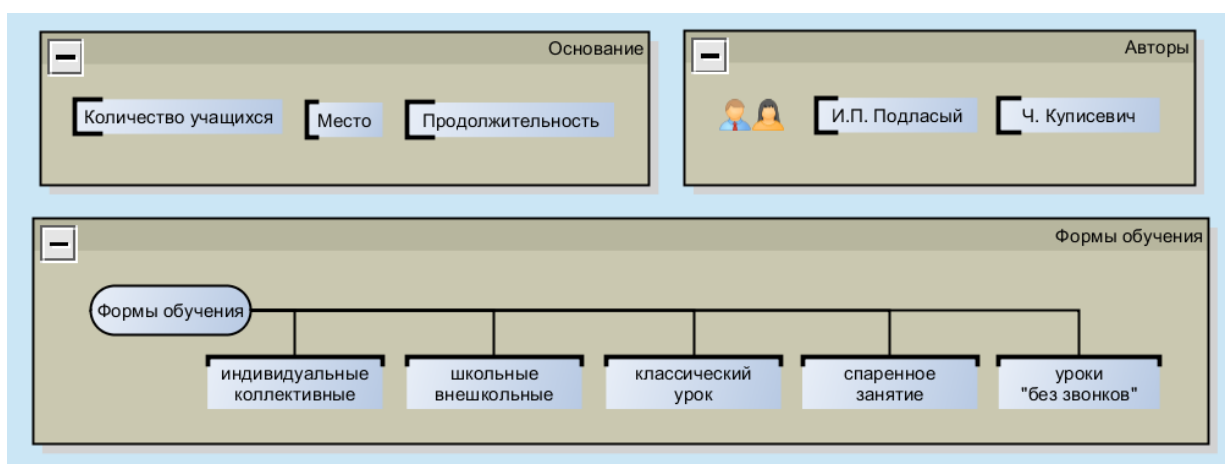 Основание
Количество учащихся
Место
Продолжительность
Авторы
И.П. Подласый
Ч. Куписевич
Формы обучения
Формы обучения
индивидуальные
коллективные
школьные
внешкольные
классический
урок
спаренное
занятие
уроки
"без звонков"